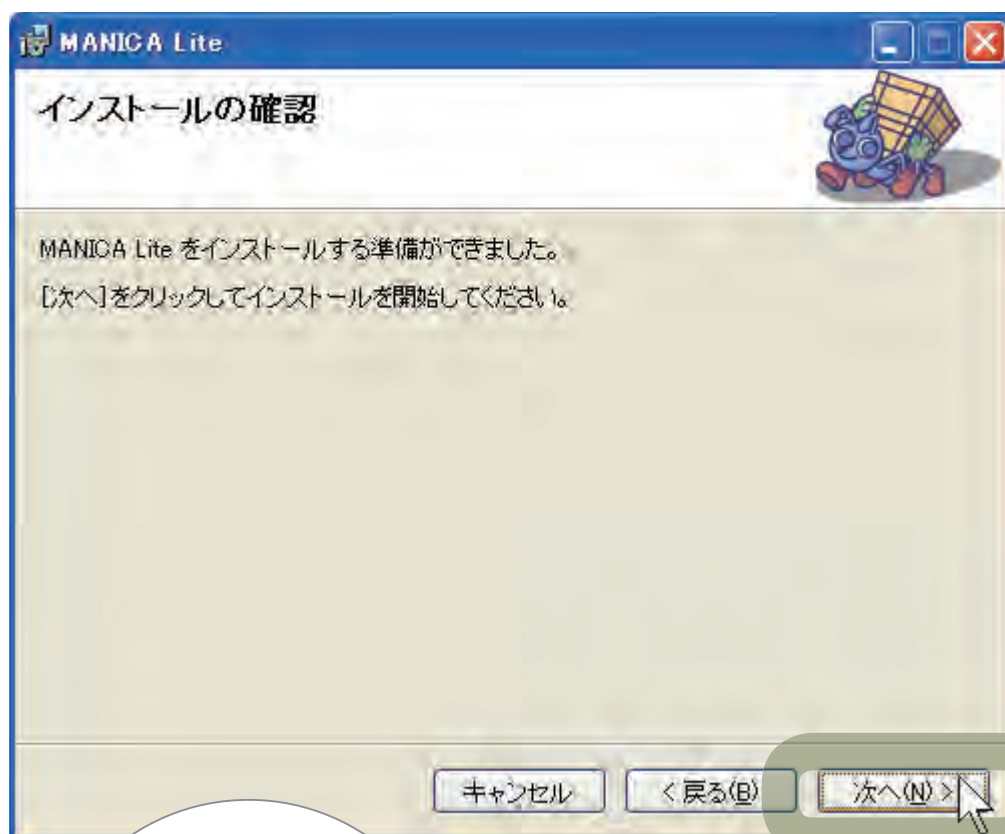 MANICA Lite
インストールの確認
MANICA Lite をインストールする準備ができました。
[次へ]をクリックしてインストールを開始してください。
キャンセル
< 戻る(B)
次へ(N) >